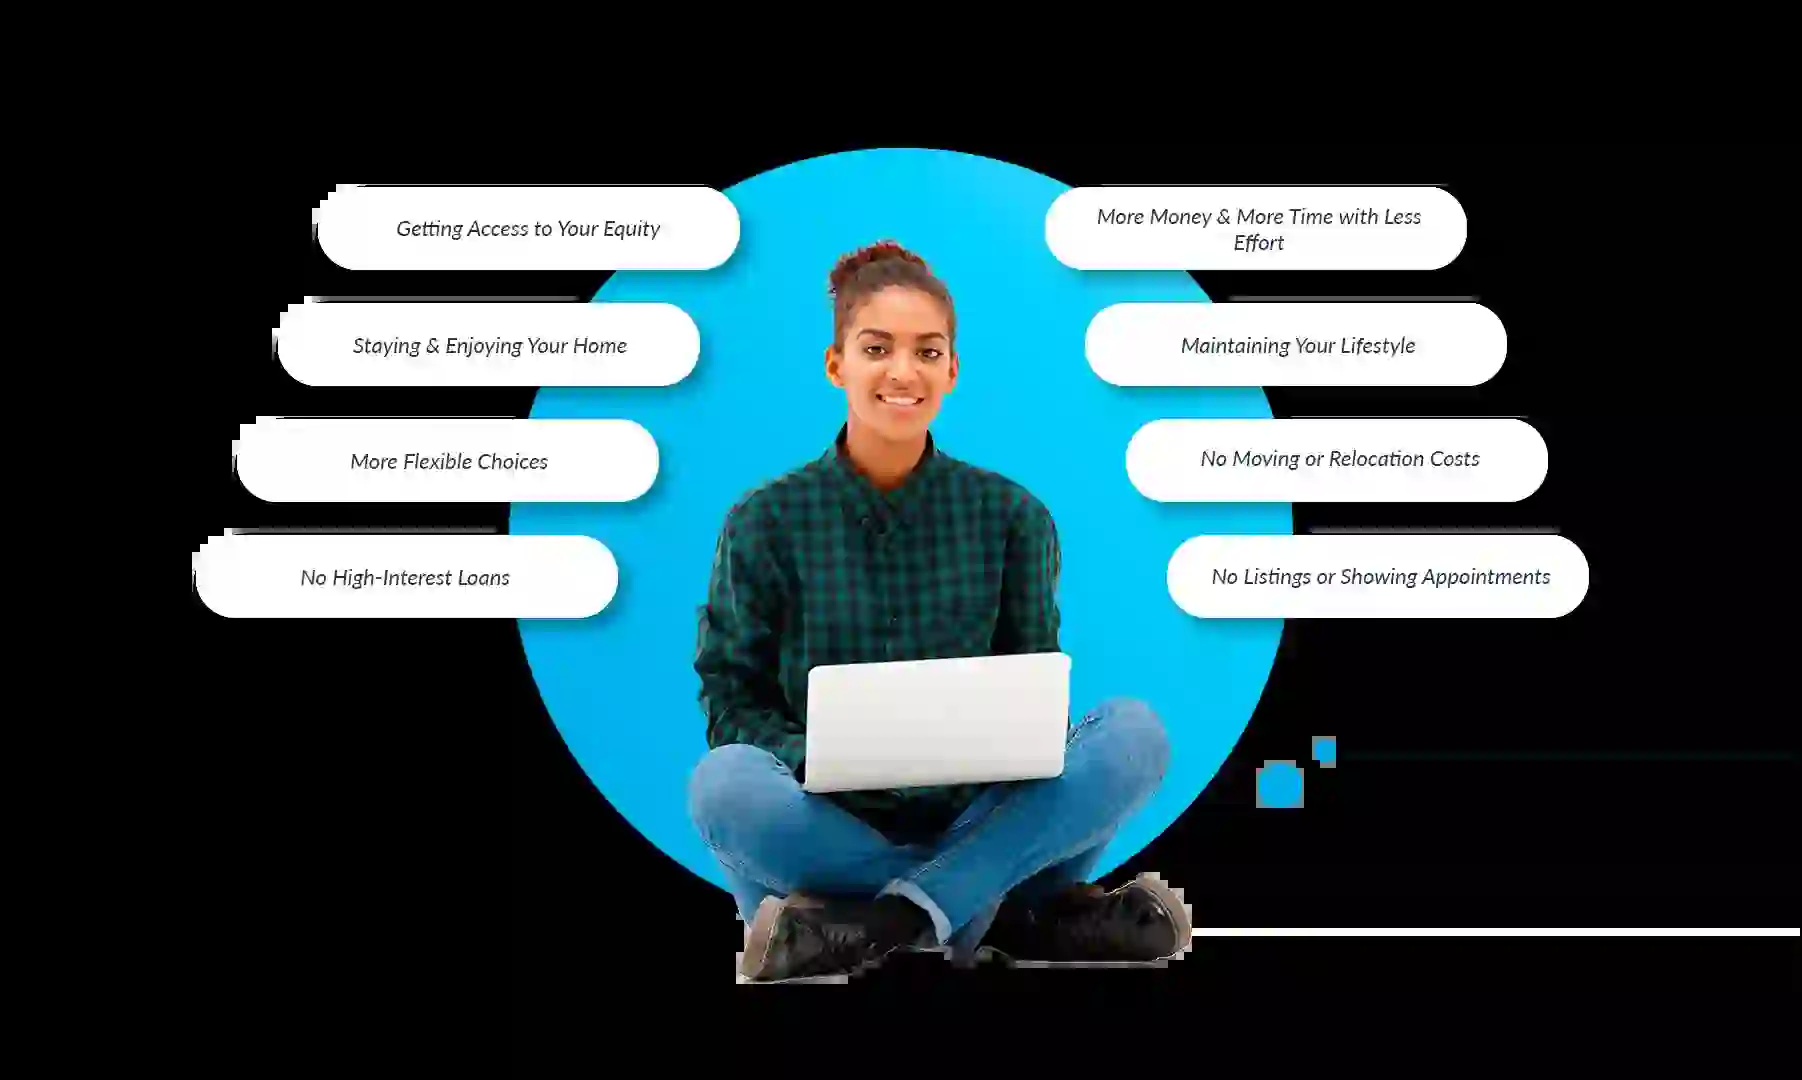 Getting Access to Your Equity
Staying & Enjoying Your Home
More Flexible Choices
No High-Interest Loans
More Money & More Time with Less
Effort
Maintaining Your Lifestyle
No Moving or Relocation Costs
No Listings or Showing Appointments